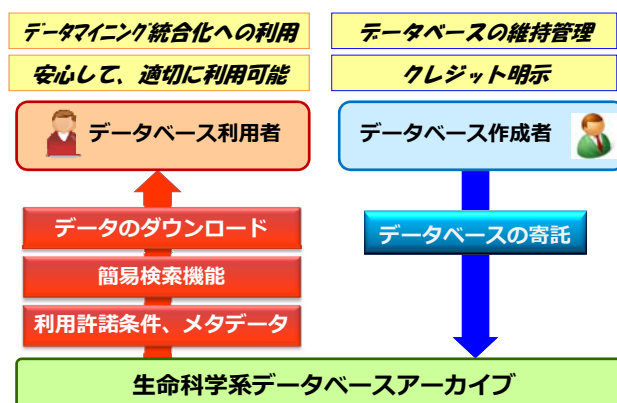 データマイニング統合化への利用
安心して、適切に利用可能
データベース利用者
データのダウンロード
簡易検索機能
利用許諾条件、メタデータ
データベースの維持管理
クレジット明示
データベース作成者
データベースの寄託
生命科学系データベースアーカイブ